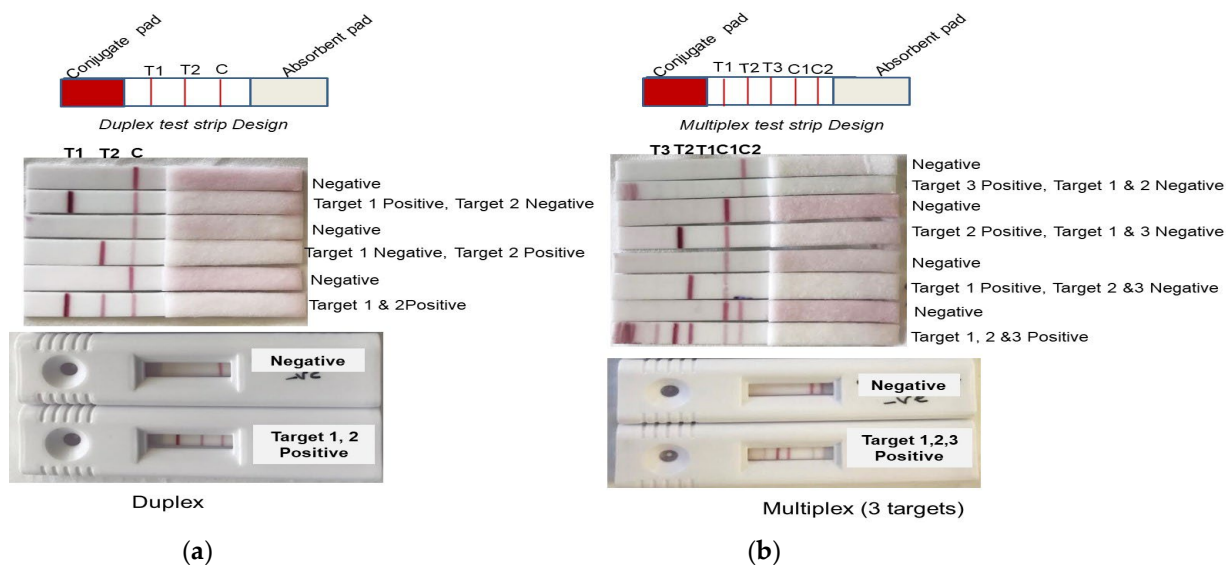 Conjugate pad
T1 T2 C
Absorbent pad
Duplex test strip Design
T1 T2 C
Negative
Target 1 Positive, Target 2 Negative
Negative
Target 1 Negative, Target 2 Positive
Negative
Target 1 & 2Positive
Negative
-ve
Target 1, 2
Positive
Duplex
(a)
Conjugate pad
T1 T2 T3 C1 C2
Absorbent pad
Multiplex test strip Design
T3 T2 T1C1C2
Negative
Target 3 Positive, Target 1 & 2 Negative
Negative
Target 2 Positive, Target 1 & 3 Negative
Negative
Target 1 Positive, Target 2 &3 Negative
Negative
Target 1, 2 &3 Positive
Negative
-ve
Target 1,2,3
Positive
Multiplex (3 targets)
(b)